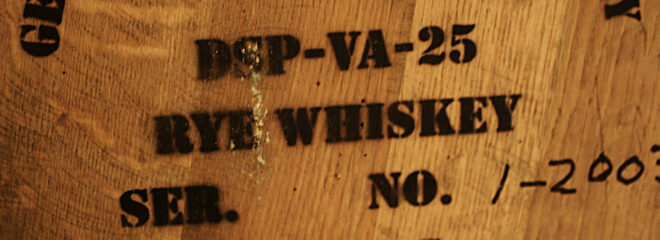 DSP-VA-25
RYE WHISKEY
SER. NO. 1-2003